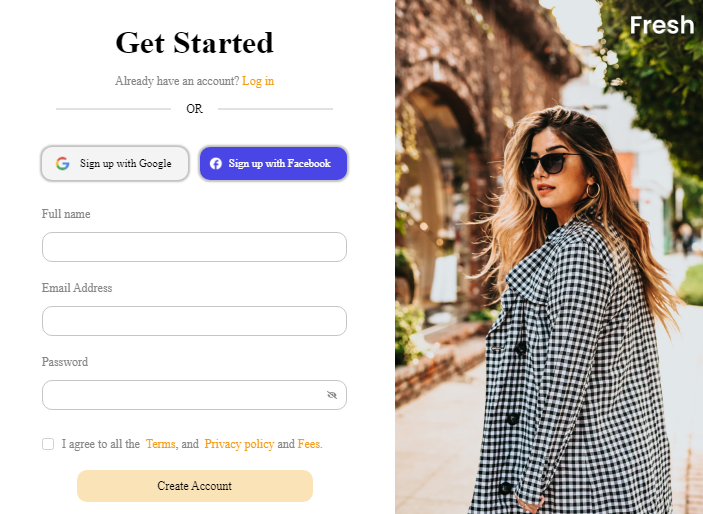 Get Started
Already have an account? Log in
OR
Sign up with Google
Sign up with Facebook
Full name
Email Address
Password
I agree to all the Terms, and Privacy policy and Fees.
Create Account
Fresh